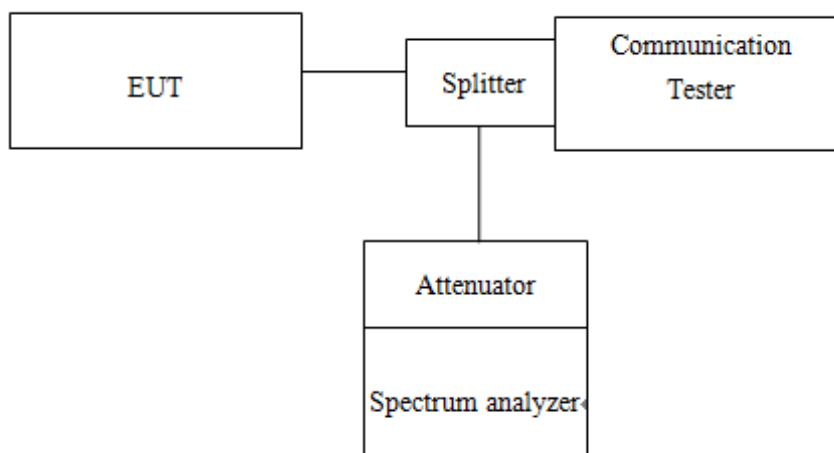 EUT
Splitter
Communication
Tester
Attenuator
Spectrum analyzer